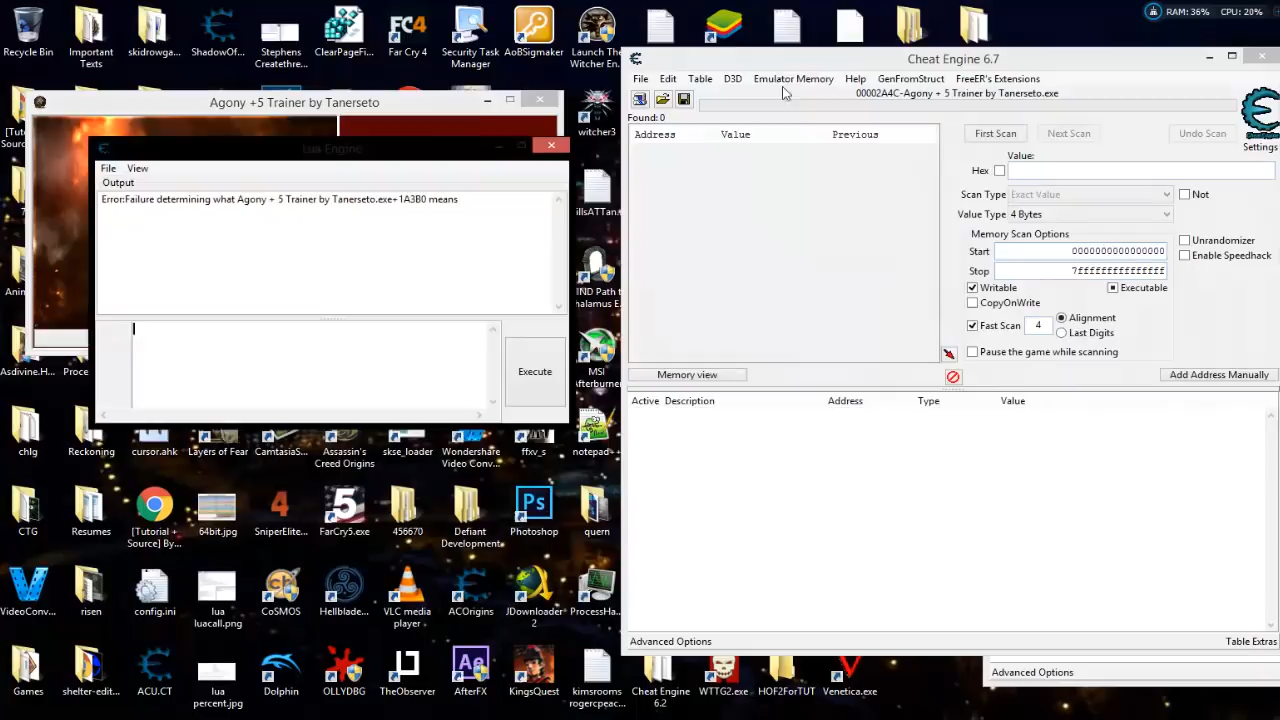 RAM: 36% CPU: 20%
Recycle Bin
Important
Texts
skidrowga...
ShadowOf...
Stephens
Createthre...
ClearPageFi...
Far Cry 4
Security Task
Manager
AoBSigmaker
Launch The
Witcher En...
Cheat Engine 6.7
File Edit Table D3D Emulator Memory Help GenFromStruct FreeER's Extensions
00002A4C-Agony + 5 Trainer by Tanerseto.exe
Agony +5 Trainer by Tanerseto
witcher3
Found: 0
Address Value Previous
First Scan Next Scan Undo Scan
Settings
Value:
Hex
Scan Type Exact Value Not
Value Type 4 Bytes
Memory Scan Options
Start 0000000000000000
Stop 7fffffffffffffff
Unrandomizer
Enable Speedhack
Writable Executable
CopyOnWrite
Fast Scan 4 Alignment
Last Digits
Pause the game while scanning
Memory view Add Address Manually
Active Description Address Type Value
Advanced Options Table Extras
Advanced Options
Lua Engine
File View
Output
Error:Failure determining what Agony + 5 Trainer by Tanerseto.exe+1A3B0 means
Execute
[Tuto
Source
killsATTan...
MIND Path t
halamus E.
Anin
Asdivine.H...
Proce
MSI
Afterburner
chlg
Reckoning
cursor.ahk
Layers of Fear
CamtasiaS...
Assassin's
Creed Origins
skse_loader
Wondershare
Video Conv...
ffxv_s
notepad++
CTG
Resumes
[Tutorial +
Source] By...
64bit.jpg
SniperElite...
FarCry5.exe
456670
Defiant
Development...
Photoshop
quern
VideoConv...
risen
config.ini
lua
luacall.png
CoSMOS
Hellblade...
VLC media
player
ACOrigins
JDownloader
2
ProcessHa...
Games
shelter-edit...
ACU.CT
lua
percent.jpg
Dolphin
OLLYDBG
TheObserver
AfterFX
KingsQuest
kimsrooms
rogercpeac...
Cheat Engine
6.2
WTTG2.exe
HOF2ForTUT
Venetica.exe